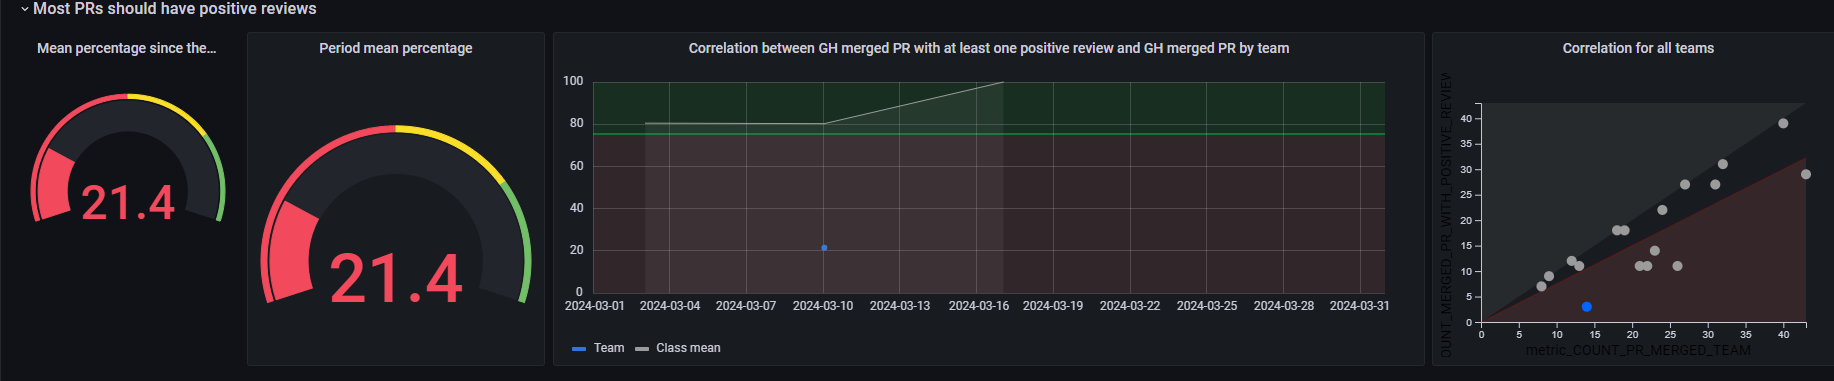 Most PRs should have positive reviews
Mean percentage since the...
21.4
Period mean percentage
21.4
Correlation between GH merged PR with at least one positive review and GH merged PR by team
100
80
60
40
20
0
2024-03-01 2024-03-04 2024-03-07 2024-03-10 2024-03-13 2024-03-16 2024-03-19 2024-03-22 2024-03-25 2024-03-28 2024-03-31
Team Class mean
Correlation for all teams
OUNT_MERGED_PR_WITH_POSITIVE_REVIEW
40
35
30
25
20
15
10
5
0
0 5 10 15 20 25 30 35 40
metric_COUNT_PR_MERGED_TEAM